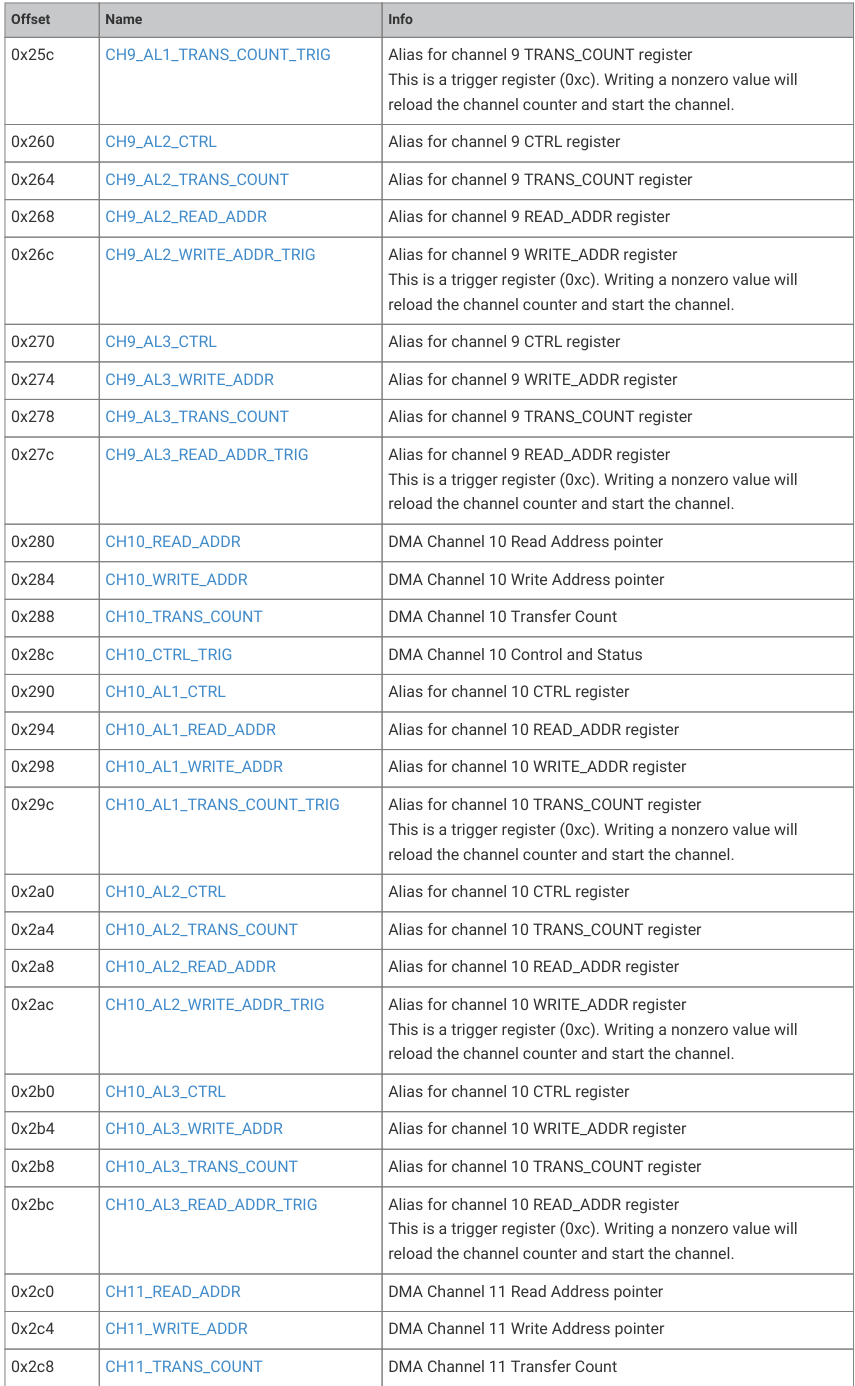 Offset Name Info
0x25c CH9_AL1_TRANS_COUNT_TRIG Alias for channel 9 TRANS_COUNT register
This is a trigger register (0xc). Writing a nonzero value will
reload the channel counter and start the channel.
0x260 CH9_AL2_CTRL Alias for channel 9 CTRL register
0x264 CH9_AL2_TRANS_COUNT Alias for channel 9 TRANS_COUNT register
0x268 CH9_AL2_READ_ADDR Alias for channel 9 READ_ADDR register
0x26c CH9_AL2_WRITE_ADDR_TRIG Alias for channel 9 WRITE_ADDR register
This is a trigger register (0xc). Writing a nonzero value will
reload the channel counter and start the channel.
0x270 CH9_AL3_CTRL Alias for channel 9 CTRL register
0x274 CH9_AL3_WRITE_ADDR Alias for channel 9 WRITE_ADDR register
0x278 CH9_AL3_TRANS_COUNT Alias for channel 9 TRANS_COUNT register
0x27c CH9_AL3_READ_ADDR_TRIG Alias for channel 9 READ_ADDR register
This is a trigger register (0xc). Writing a nonzero value will
reload the channel counter and start the channel.
0x280 CH10_READ_ADDR DMA Channel 10 Read Address pointer
0x284 CH10_WRITE_ADDR DMA Channel 10 Write Address pointer
0x288 CH10_TRANS_COUNT DMA Channel 10 Transfer Count
0x28c CH10_CTRL_TRIG DMA Channel 10 Control and Status
0x290 CH10_AL1_CTRL Alias for channel 10 CTRL register
0x294 CH10_AL1_READ_ADDR Alias for channel 10 READ_ADDR register
0x298 CH10_AL1_WRITE_ADDR Alias for channel 10 WRITE_ADDR register
0x29c CH10_AL1_TRANS_COUNT_TRIG Alias for channel 10 TRANS_COUNT register
This is a trigger register (0xc). Writing a nonzero value will
reload the channel counter and start the channel.
0x2a0 CH10_AL2_CTRL Alias for channel 10 CTRL register
0x2a4 CH10_AL2_TRANS_COUNT Alias for channel 10 TRANS_COUNT register
0x2a8 CH10_AL2_READ_ADDR Alias for channel 10 READ_ADDR register
0x2ac CH10_AL2_WRITE_ADDR_TRIG Alias for channel 10 WRITE_ADDR register
This is a trigger register (0xc). Writing a nonzero value will
reload the channel counter and start the channel.
0x2b0 CH10_AL3_CTRL Alias for channel 10 CTRL register
0x2b4 CH10_AL3_WRITE_ADDR Alias for channel 10 WRITE_ADDR register
0x2b8 CH10_AL3_TRANS_COUNT Alias for channel 10 TRANS_COUNT register
0x2bc CH10_AL3_READ_ADDR_TRIG Alias for channel 10 READ_ADDR register
This is a trigger register (0xc). Writing a nonzero value will
reload the channel counter and start the channel.
0x2c0 CH11_READ_ADDR DMA Channel 11 Read Address pointer
0x2c4 CH11_WRITE_ADDR DMA Channel 11 Write Address pointer
0x2c8 CH11_TRANS_COUNT DMA Channel 11 Transfer Count